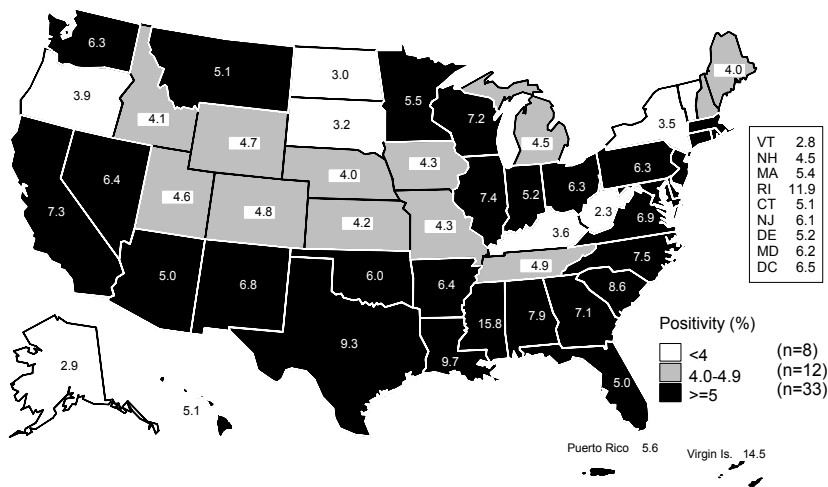 6.3
5.1
3.0
5.5
4.0
3.9
4.1
3.2
7.2
3.5
4.7
4.5
VT 2.8
NH 4.5
MA 5.4
RI 11.9
CT 5.1
NJ 6.1
DE 5.2
MD 6.2
DC 6.5
6.4
4.0
4.3
6.3
4.6
7.4
5.2
6.3
7.3
4.8
4.2
4.3
2.3
6.9
3.6
7.5
5.0
6.8
6.0
6.4
4.9
8.6
9.3
15.8
7.9
7.1
9.7
5.0
Positivity (%)
<4 (n=8)
4.0-4.9 (n=12)
>=5 (n=33)
2.9
5.1
Puerto Rico 5.6
Virgin Is. 14.5